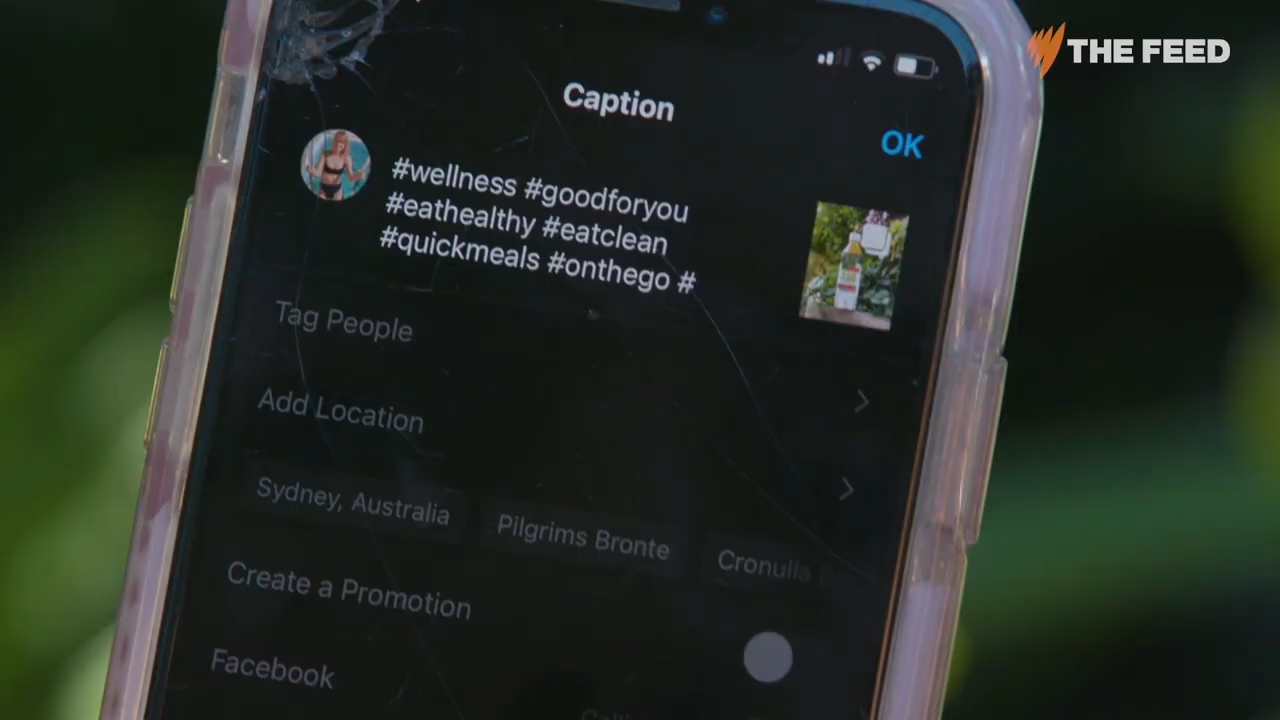 THE FEED
Caption
OK
#wellness #goodforyou
#eathealthy #eatclean
#quickmeals #onthego #
Tag People
Add Location
Sydney, Australia
Pilgrims Bronte
Cronulla
Create a Promotion
Facebook